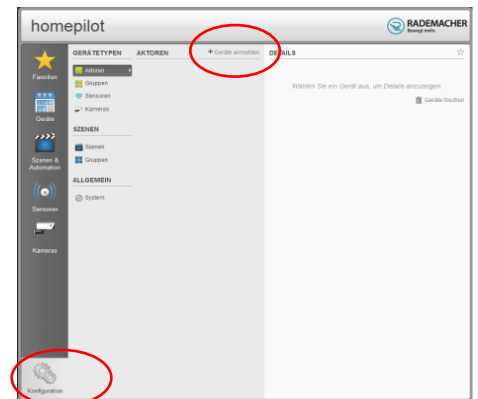 homepilot
RADEMACHER
Bewegt mehr.
Favoriten
Geräte
Szenen &
Automation
Sensoren
Kameras
Konfiguration
GERÄTETYPEN
Aktoren
Gruppen
Sensoren
Kameras
SZENEN
Szenen
Gruppen
ALLGEMEIN
System
AKTOREN
+ Geräte anmelden
DETAILS
Wählen Sie ein Gerät aus, um Details anzuzeigen.
Geräte löschen